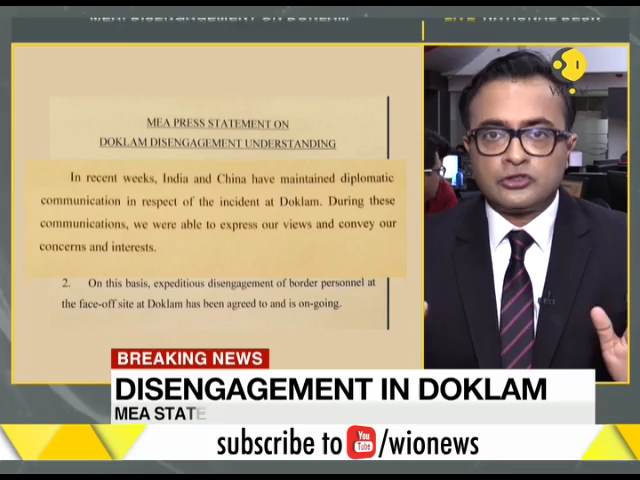 MEA PRESS STATEMENT ON
DOKLAM DISENGAGEMENT UNDERSTANDING
In recent weeks, India and China have maintained diplomatic
communication in respect of the incident at Doklam. During these
communications, we were able to express our views and convey our
concerns and interests.
2. On this basis, expeditious disengagement of border personnel at
the face-off site at Doklam has been agreed to and is on-going.
BREAKING NEWS
DISENGAGEMENT IN DOKLAM
MEA STATE
subscribe to You Tube /wionews